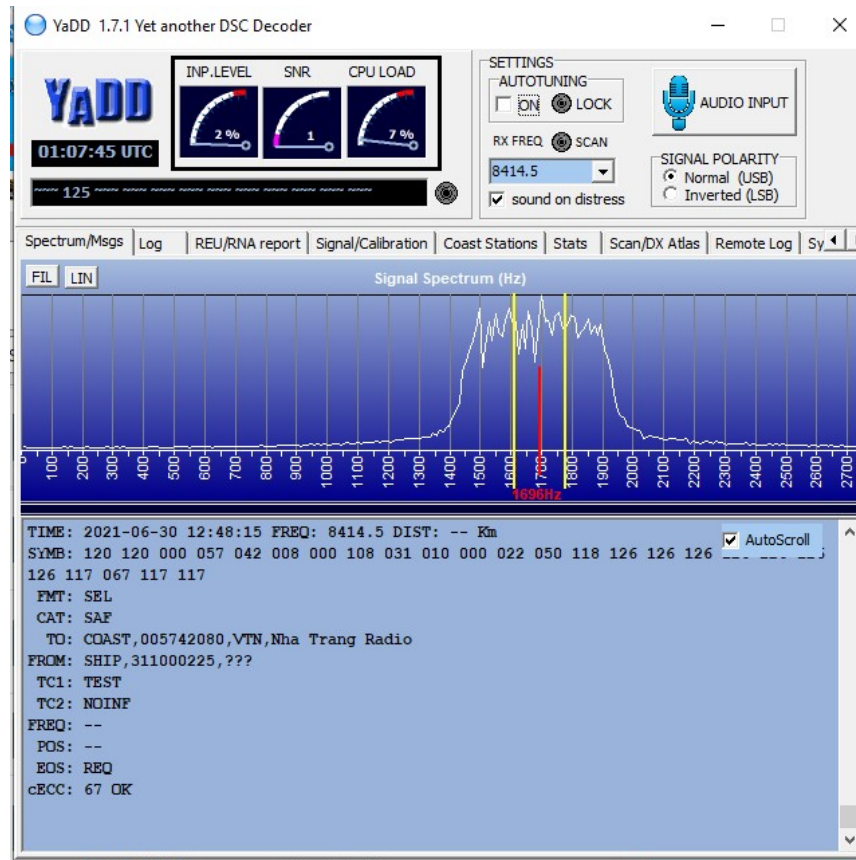 YaDD 1.7.1 Yet another DSC Decoder
YADD
INP.LEVEL SNR CPU LOAD
2 % 1 7 %
01:07:45 UTC
~~~ 125 ~~~ ~~~ ~~~ ~~~ ~~~ ~~~ ~~~ ~~~
SETTINGS
AUTOTUNING
ON LOCK
RX FREQ SCAN
8414.5
sound on distress
AUDIO INPUT
SIGNAL POLARITY
Normal (USB)
Inverted (LSB)
Spectrum/Msgs Log REU/RNA report Signal/Calibration Coast Stations Stats Scan/DX Atlas Remote Log Sy
FIL LIN Signal Spectrum (Hz)
0 100 200 300 400 500 600 700 800 900 1000 1100 1200 1300 1400 1500 1600 1700 1800 1900 2000 2100 2200 2300 2400 2500 2600 2700
1696Hz
TIME: 2021-06-30 12:48:15 FREQ: 8414.5 DIST: -- Km
AutoScroll
SYMB: 120 120 000 057 042 008 000 108 031 010 000 022 050 118 126 126 126
126 117 067 117 117
FMT: SEL
CAT: SAF
TO: COAST,005742080,VTN,Nha Trang Radio
FROM: SHIP,311000225,???
TC1: TEST
TC2: NOINF
FREQ: --
POS: --
EOS: REQ
cECC: 67 OK